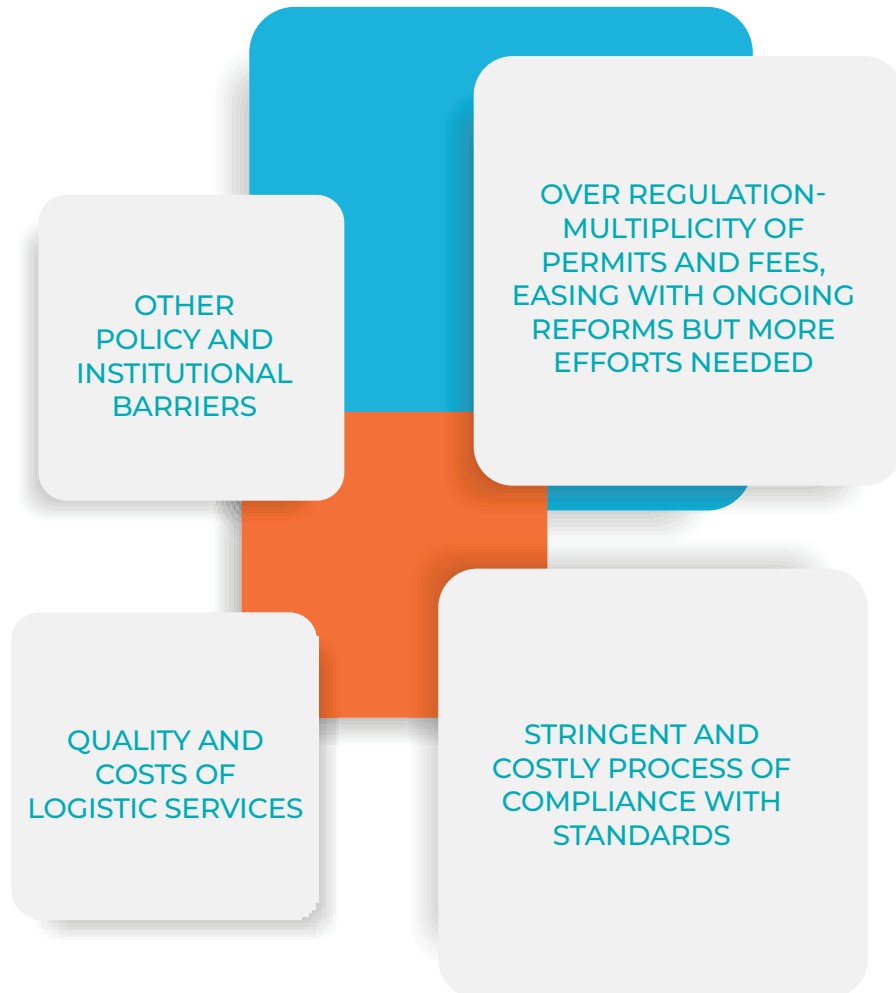 OVER REGULATION-
MULTIPLICITY OF
PERMITS AND FEES,
EASING WITH ONGOING
REFORMS BUT MORE
EFFORTS NEEDED
OTHER
POLICY AND
INSTITUTIONAL
BARRIERS
QUALITY AND
COSTS OF
LOGISTIC SERVICES
STRINGENT AND
COSTLY PROCESS OF
COMPLIANCE WITH
STANDARDS